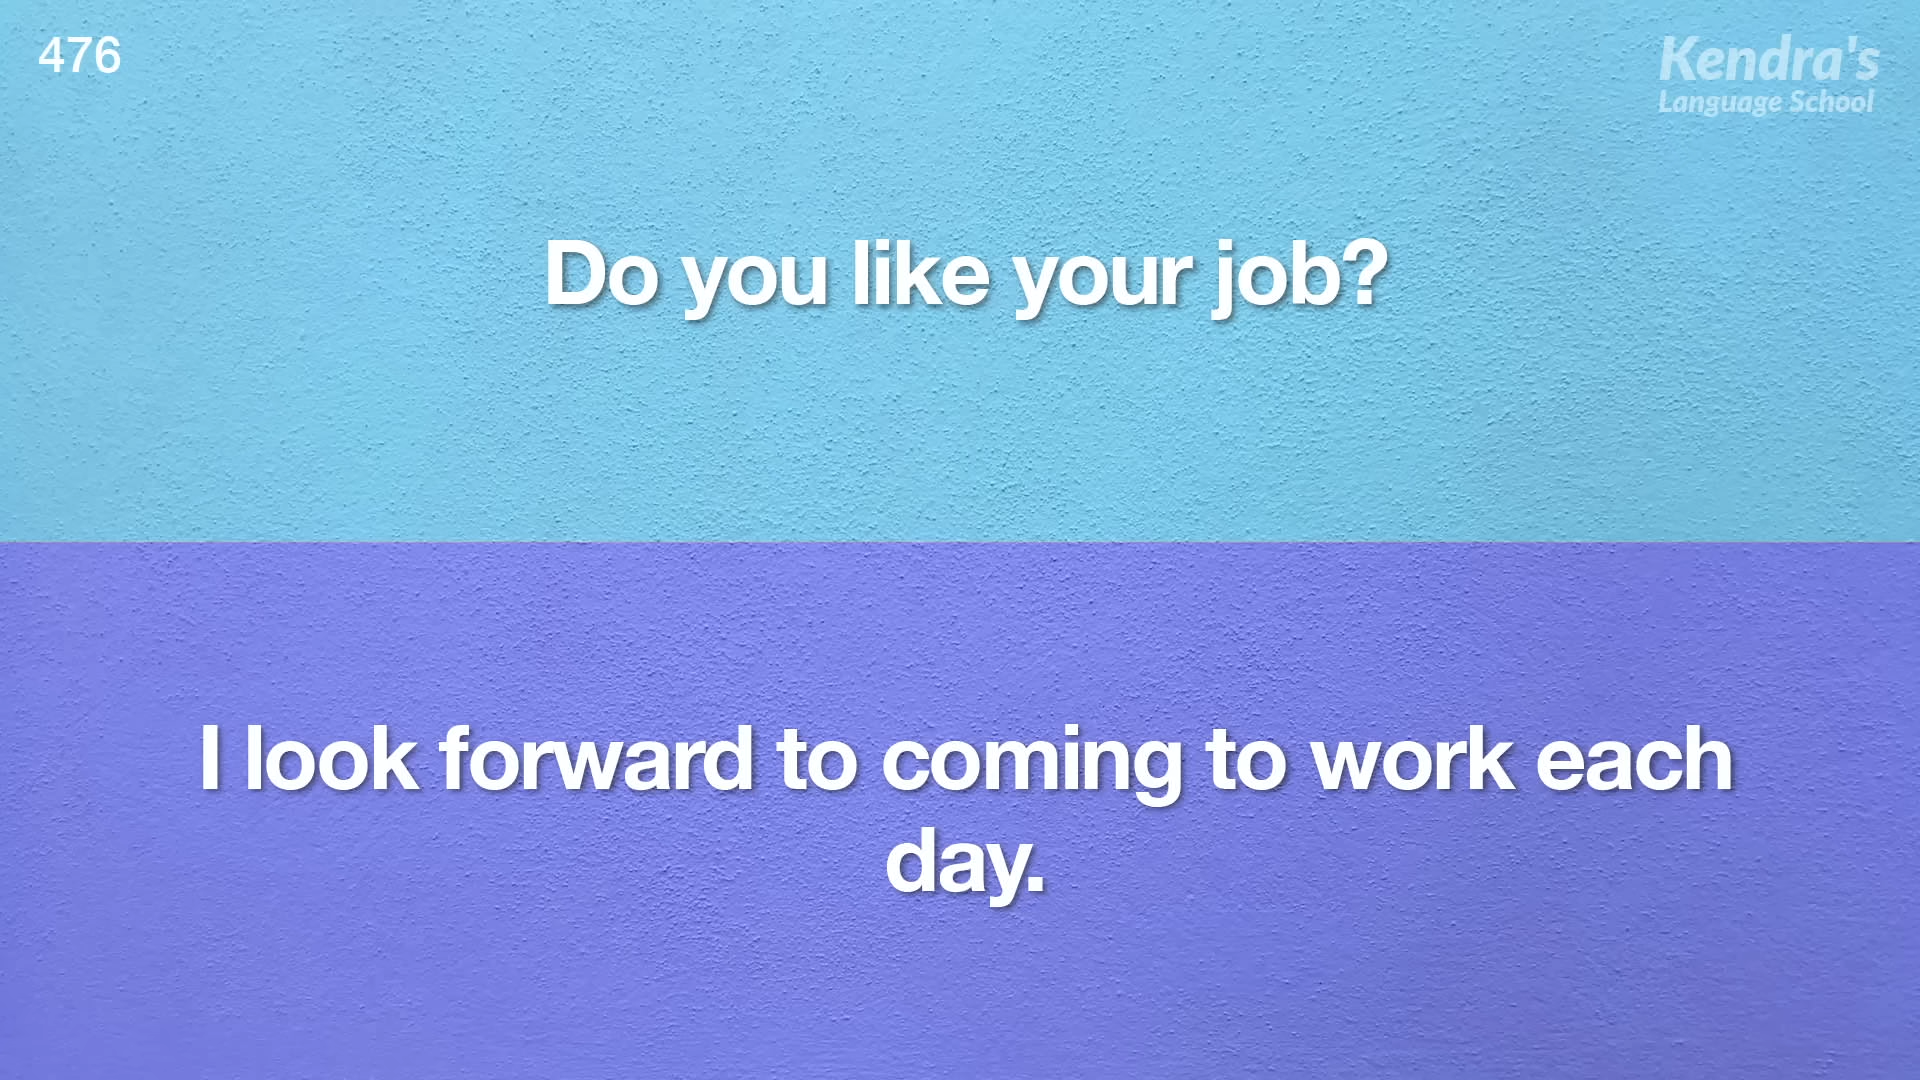 476
Kendra's
Language School
Do you like your job?
I look forward to coming to work each
day.